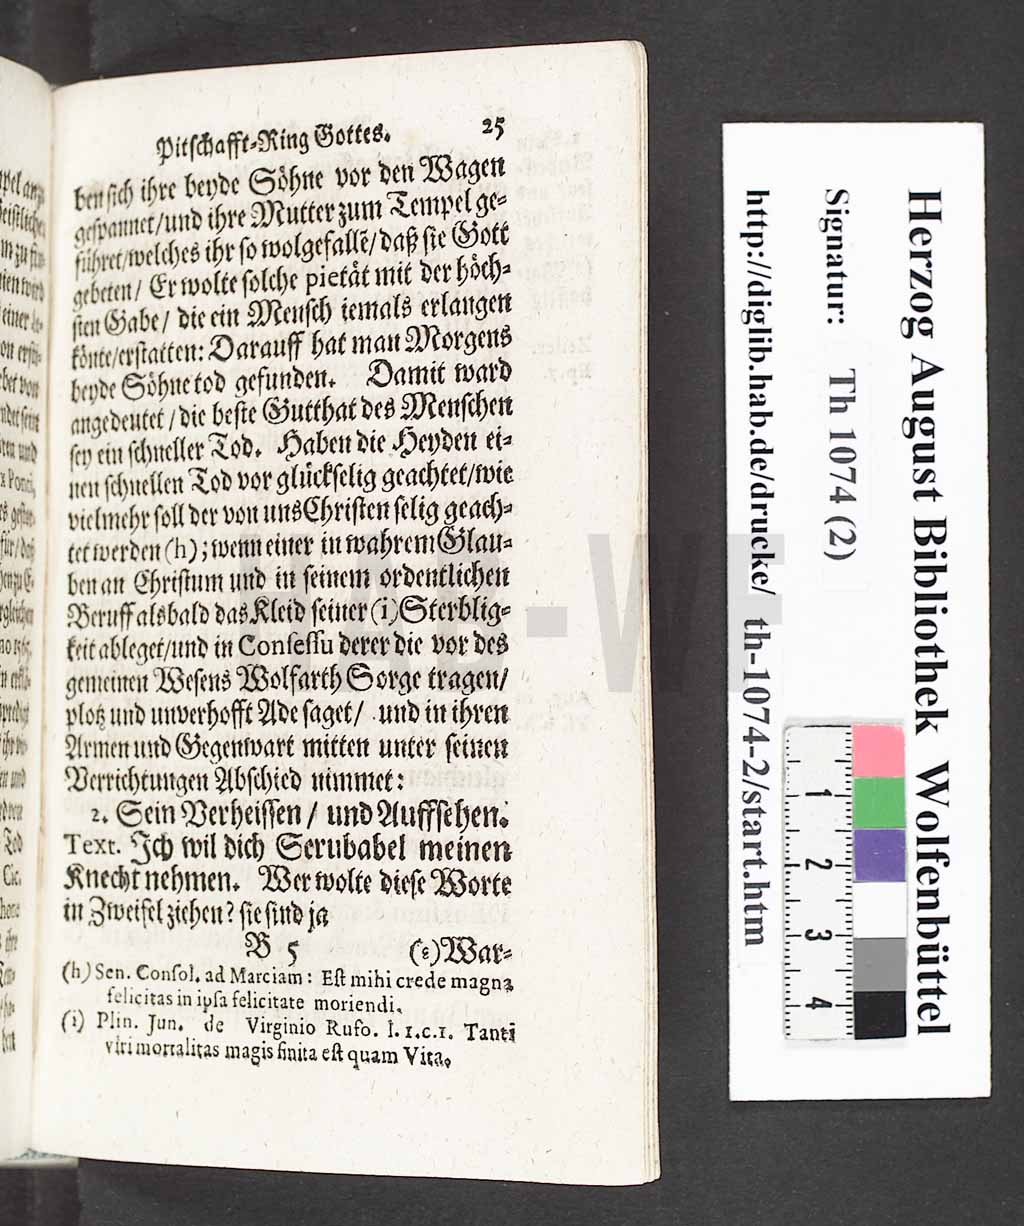 Pitschafft-Ring Gottes. 25
ben sich ihre beyde Söhne vor den Wagen
gespannet/und ihre Mutter zum Tempel ge-
führet/welches ihr so wolgefallẽ/daß sie Gott
gebeten/ Er wolte solche pietät mit der höch-
sten Gabe/ die ein Mensch iemals erlangen
könte/erstatten: Darauff hat man Morgens
beyde Söhne tod gefunden. Damit ward
angedeutet/die beste Gutthat des Menschen
sey ein schneller Tod. Haben die Heyden ei-
nen schnellen Tod vor glückselig geachtet/wie
vielmehr soll der von uns Christen selig geach-
tet werden (h); wenn einer in wahrem Glau-
ben an Christum und in seinem ordentlichen
Beruff alsbald das Kleid seiner (i) Sterblig-
keit ableget/und in Consessu derer die vor des
gemeinen Wesens Wolfarth Sorge tragen/
plotz und unverhofft Ade saget/ und in ihren
Armen und Gegenwart mitten unter seinen
Verrichtungen Abschied nimmet:
2. Sein Verheissen/ und Auffsehen.
Text. Ich wil dich Serubabel meinen
Knecht nehmen. Wer wolte diese Worte
in Zweifel ziehen? sie sind ja
B 5 (ε) War-
(h) Sen. Consol. ad Marciam: Est mihi crede magna
felicitas in ipsa felicitate moriendi.
(i) Plin. Jun. de Virginio Rufo. l.1.c.1. Tanti
viri mortalitas magis finita est quam Vita.
Herzog August Bibliothek Wolfenbüttel
Signatur: Th 1074 (2)
http://diglib.hab.de/drucke/ th-1074-2/start.htm
1 2 3 4